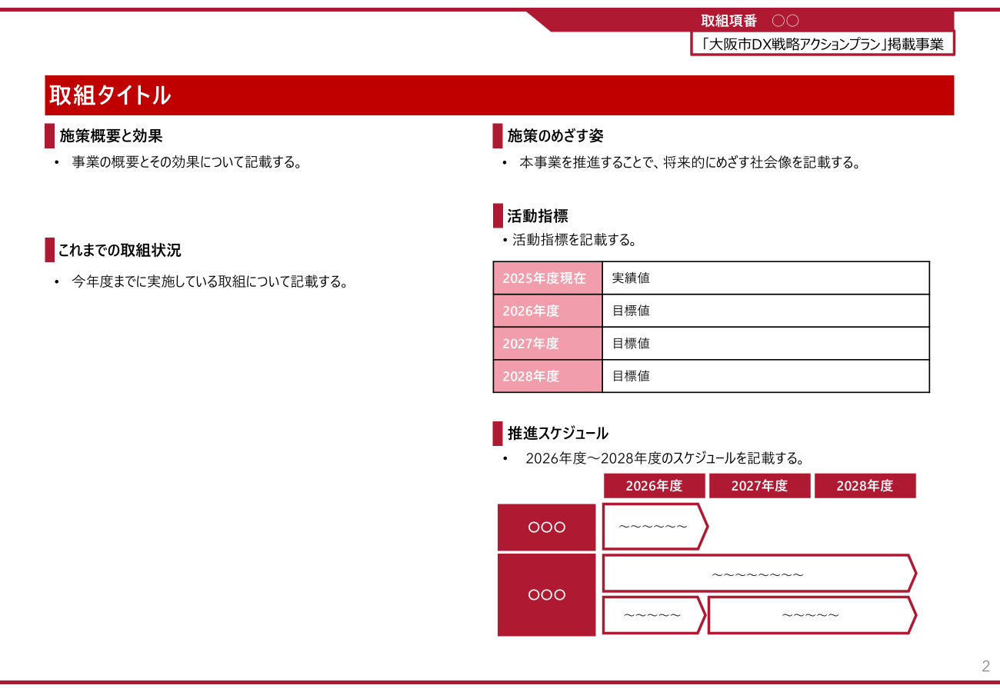 取組項番　〇〇
「大阪市DX戦略アクションプラン」掲載事業
取組タイトル
施策概要と効果
• 事業の概要とその効果について記載する。
これまでの取組状況
• 今年度までに実施している取組について記載する。
施策のめざす姿
• 本事業を推進することで、将来的にめざす社会像を記載する。
活動指標
• 活動指標を記載する。
2025年度現在 実績値
2026年度 目標値
2027年度 目標値
2028年度 目標値
推進スケジュール
• 2026年度～2028年度のスケジュールを記載する。
2026年度 2027年度 2028年度
〇〇〇 ～～～～～～
～～～～～～～～
〇〇〇
～～～～～ ～～～～～
2